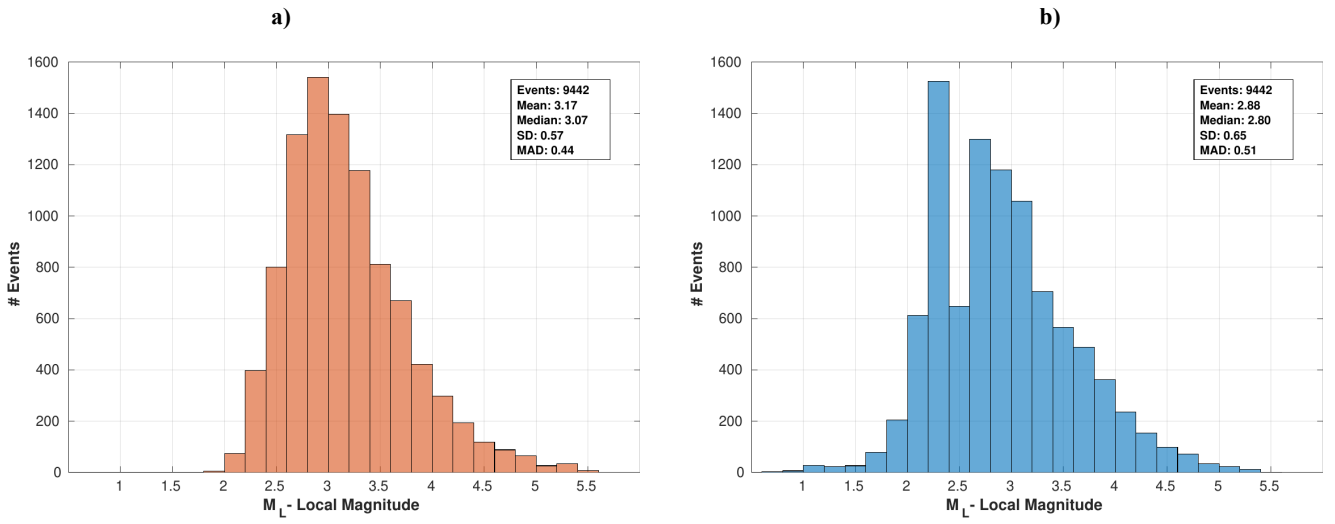 a)
1600
1400
1200
1000
800
600
400
200
0
# Events
Events: 9442
Mean: 3.17
Median: 3.07
SD: 0.57
MAD: 0.44
1 1.5 2 2.5 3 3.5 4 4.5 5 5.5
M_L - Local Magnitude
b)
1600
1400
1200
1000
800
600
400
200
0
# Events
Events: 9442
Mean: 2.88
Median: 2.80
SD: 0.65
MAD: 0.51
1 1.5 2 2.5 3 3.5 4 4.5 5 5.5
M_L - Local Magnitude